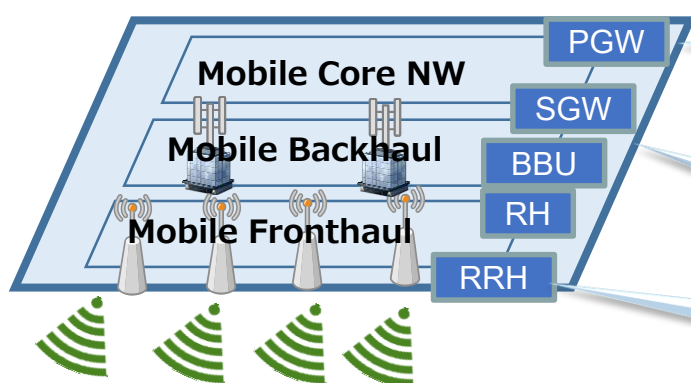 PGW
Mobile Core NW
SGW
Mobile Backhaul
BBU
RH
Mobile Fronthaul
RRH